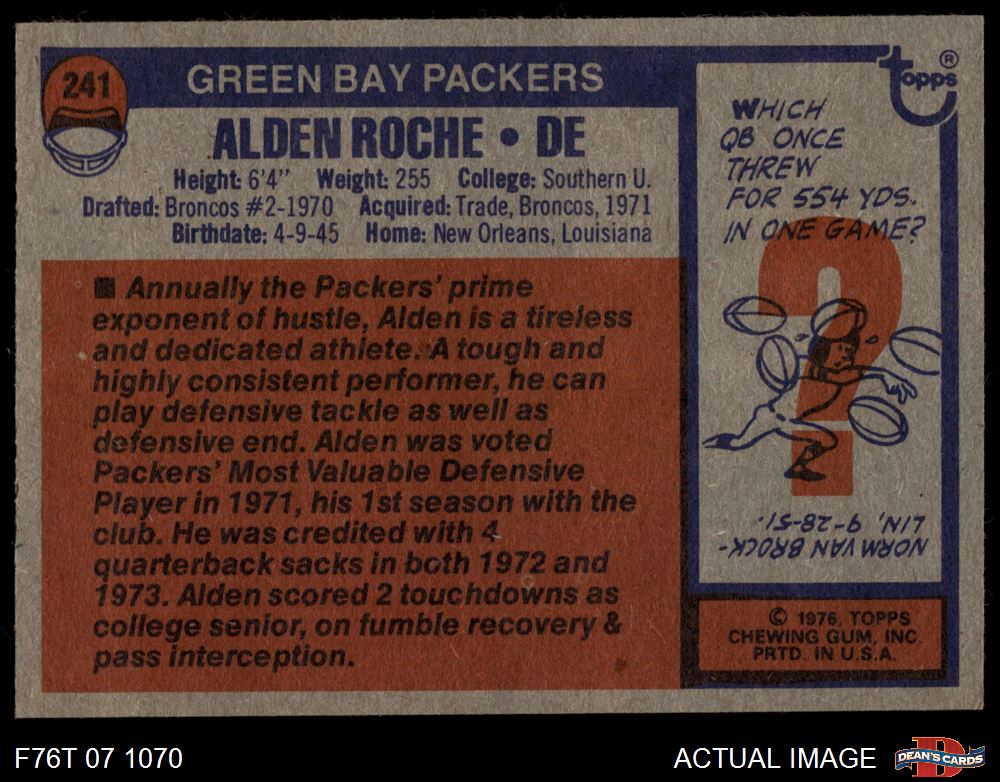 241
GREEN BAY PACKERS
ALDEN ROCHE • DE
Height: 6'4" Weight: 255 College: Southern U.
Drafted: Broncos #2-1970 Acquired: Trade, Broncos, 1971
Birthdate: 4-9-45 Home: New Orleans, Louisiana
■ Annually the Packers' prime
exponent of hustle, Alden is a tireless
and dedicated athlete. A tough and
highly consistent performer, he can
play defensive tackle as well as
defensive end. Alden was voted
Packers' Most Valuable Defensive
Player in 1971, his 1st season with the
club. He was credited with 4
quarterback sacks in both 1972 and
1973. Alden scored 2 touchdowns as
college senior, on fumble recovery &
pass interception.
topps®
WHICH
QB ONCE
THREW
FOR 554 YDS.
IN ONE GAME?
?
NORM VAN BROCK-
LIN, 9-28-51.
© 1976, TOPPS
CHEWING GUM, INC.
PRTD. IN U.S.A.
F76T 07 1070
ACTUAL IMAGE
D
DEAN'S CARDS